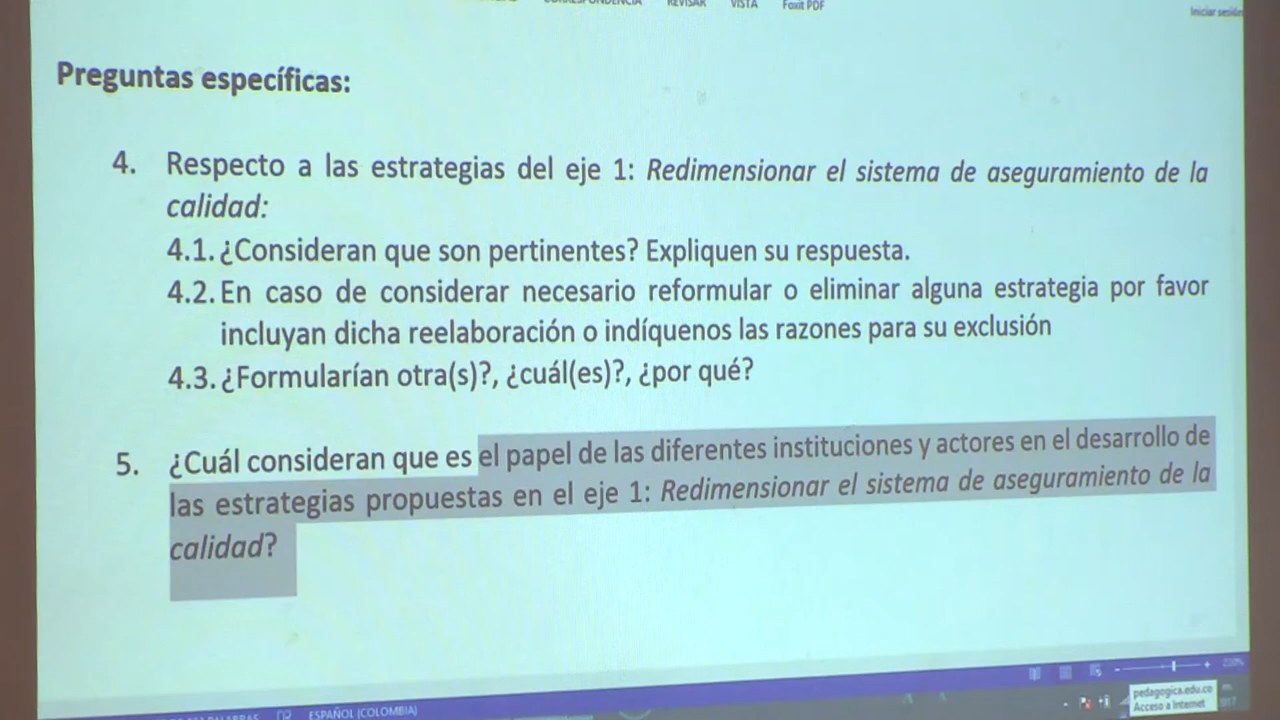 CORRESPONDENCIA REVISAR VISTA Foxit PDF
Iniciar sesión
Preguntas específicas:
4. Respecto a las estrategias del eje 1: Redimensionar el sistema de aseguramiento de la
calidad:
4.1. ¿Consideran que son pertinentes? Expliquen su respuesta.
4.2. En caso de considerar necesario reformular o eliminar alguna estrategia por favor
incluyan dicha reelaboración o indíquenos las razones para su exclusión
4.3. ¿Formularían otra(s)?, ¿cuál(es)?, ¿por qué?
5. ¿Cuál consideran que es el papel de las diferentes instituciones y actores en el desarrollo de
las estrategias propuestas en el eje 1: Redimensionar el sistema de aseguramiento de la
calidad?
pedagogica.edu.co
Acceso a Internet
ESPAÑOL (COLOMBIA)